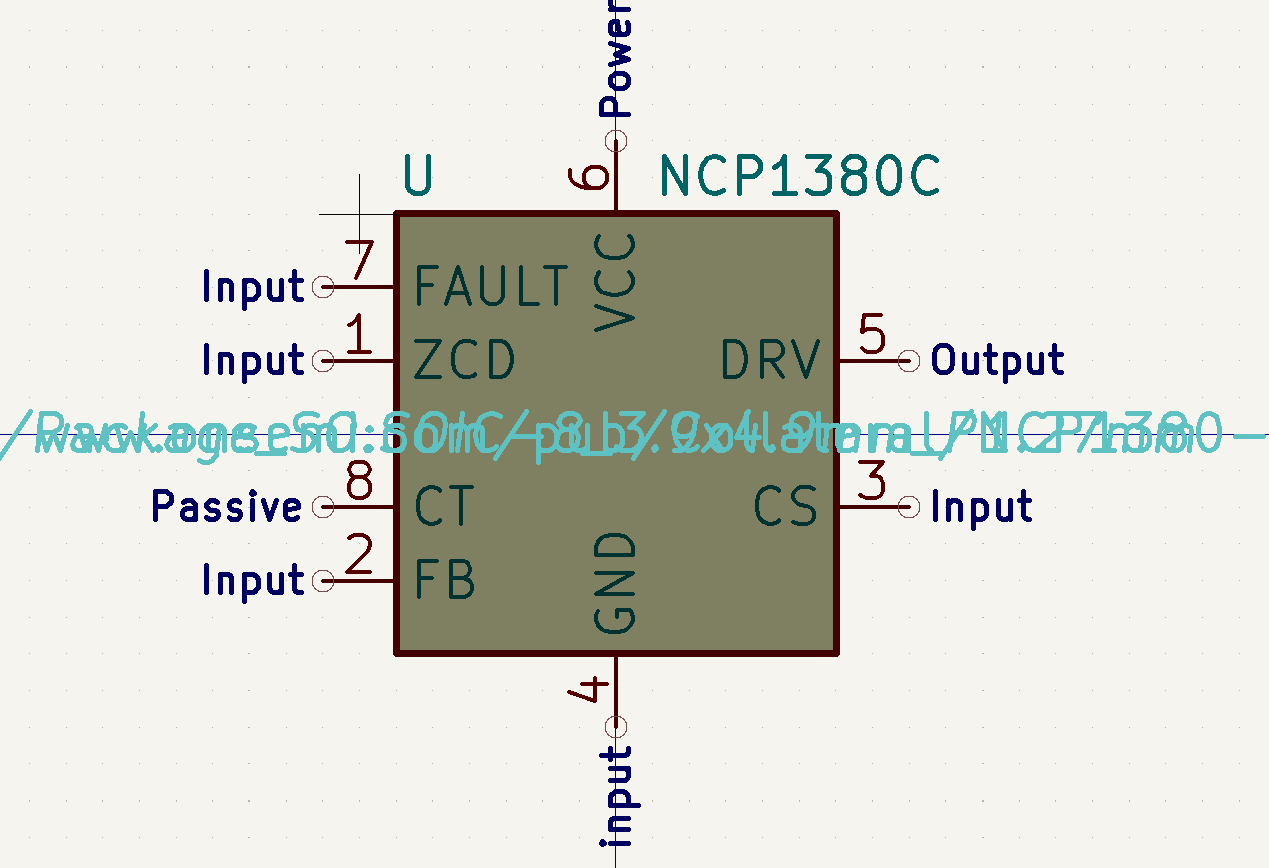 Power
U
6
NCP1380C
7
Input
FAULT
VCC
1
Input
ZCD
5
DRV
Output
8
Passive
CT
3
CS
Input
2
Input
FB
GND
4
input